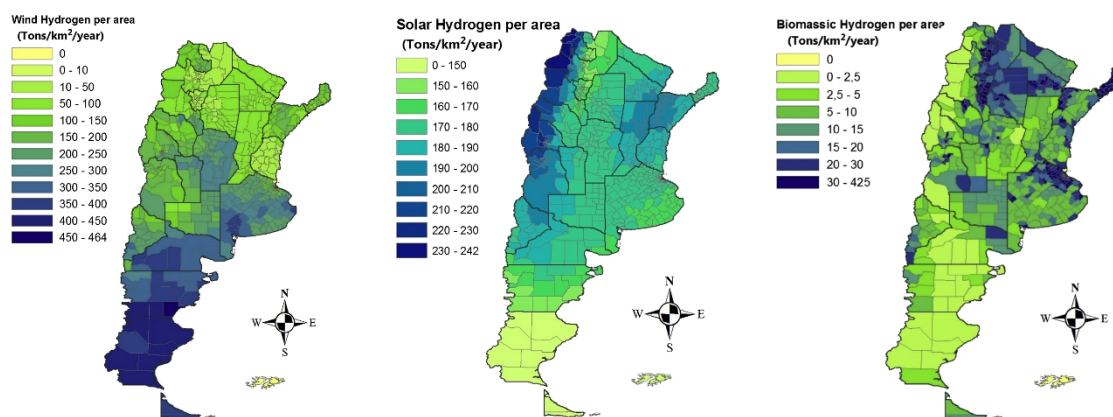 Wind Hydrogen per area
(Tons/km²/year)
0
0 - 10
10 - 50
50 - 100
100 - 150
150 - 200
200 - 250
250 - 300
300 - 350
350 - 400
400 - 450
450 - 464
N
W E
S
Solar Hydrogen per area
(Tons/km²/year)
0 - 150
150 - 160
160 - 170
170 - 180
180 - 190
190 - 200
200 - 210
210 - 220
220 - 230
230 - 242
N
W E
S
Biomassic Hydrogen per area
(Tons/km²/year)
0
0 - 2,5
2,5 - 5
5 - 10
10 - 15
15 - 20
20 - 30
30 - 425
N
W E
S